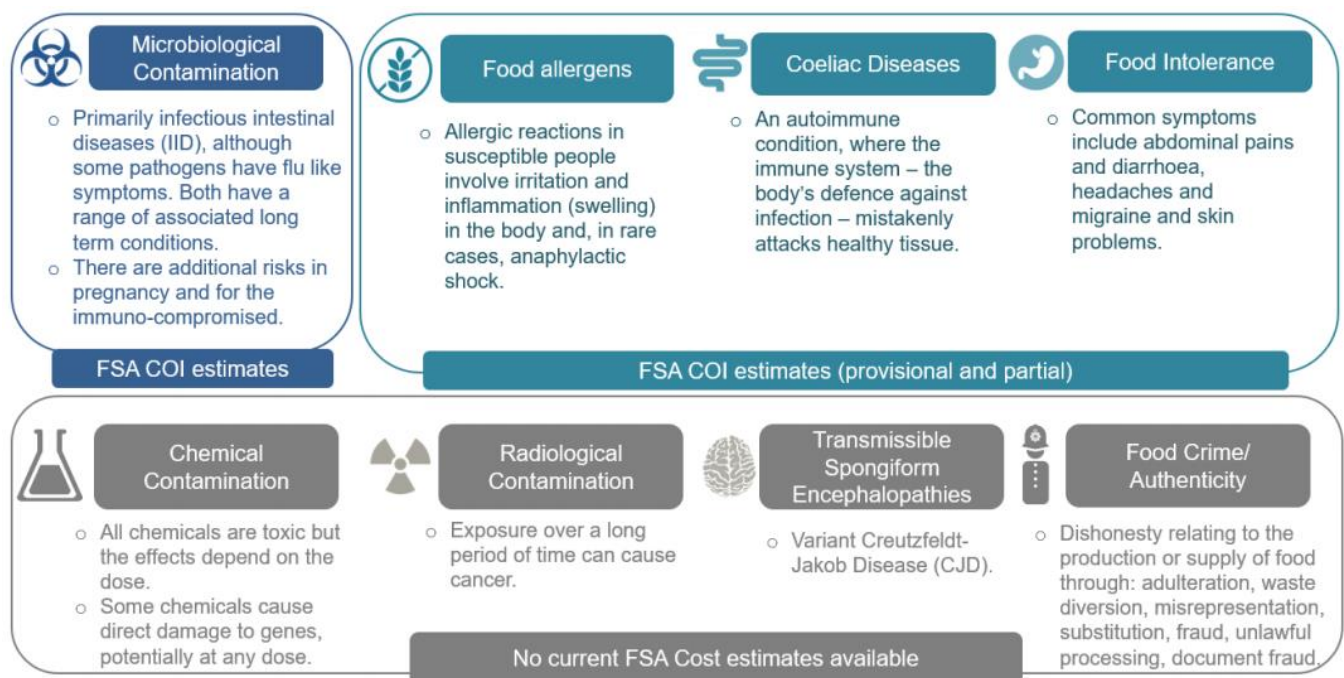 Microbiological
Contamination
o Primarily infectious intestinal
diseases (IID), although
some pathogens have flu like
symptoms. Both have a
range of associated long
term conditions.
o There are additional risks in
pregnancy and for the
immuno-compromised.
FSA COI estimates
Food allergens
o Allergic reactions in
susceptible people
involve irritation and
inflammation (swelling)
in the body and, in rare
cases, anaphylactic
shock.
Coeliac Diseases
o An autoimmune
condition, where the
immune system – the
body's defence against
infection – mistakenly
attacks healthy tissue.
Food Intolerance
o Common symptoms
include abdominal pains
and diarrhoea,
headaches and
migraine and skin
problems.
FSA COI estimates (provisional and partial)
Chemical
Contamination
o All chemicals are toxic but
the effects depend on the
dose.
o Some chemicals cause
direct damage to genes,
potentially at any dose.
Radiological
Contamination
o Exposure over a long
period of time can cause
cancer.
Transmissible
Spongiform
Encephalopathies
o Variant Creutzfeldt-
Jakob Disease (CJD).
Food Crime/
Authenticity
o Dishonesty relating to the
production or supply of food
through: adulteration, waste
diversion, misrepresentation,
substitution, fraud, unlawful
processing, document fraud.
No current FSA Cost estimates available